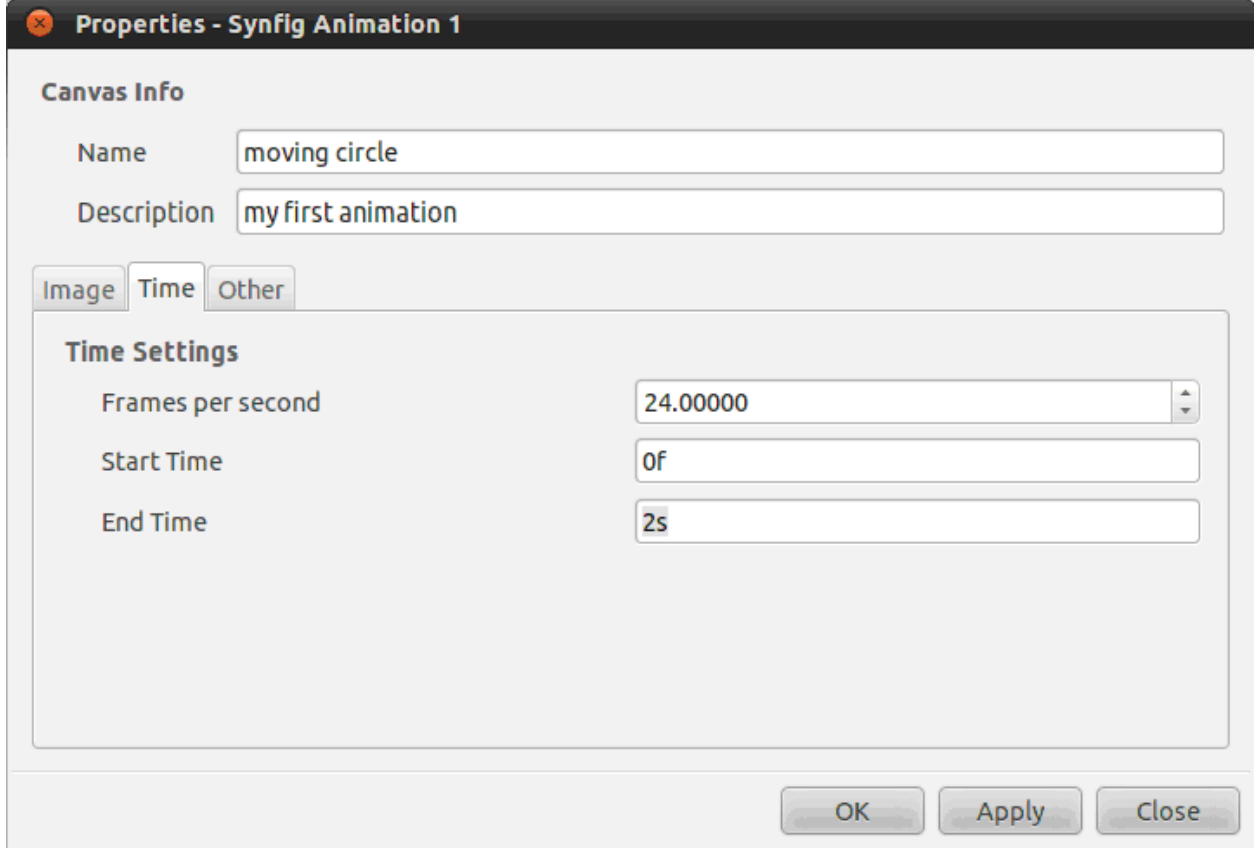 Properties - Synfig Animation 1
Canvas Info
Name moving circle
Description my first animation
Image Time Other
Time Settings
Frames per second 24.00000
Start Time 0f
End Time 2s
OK Apply Close